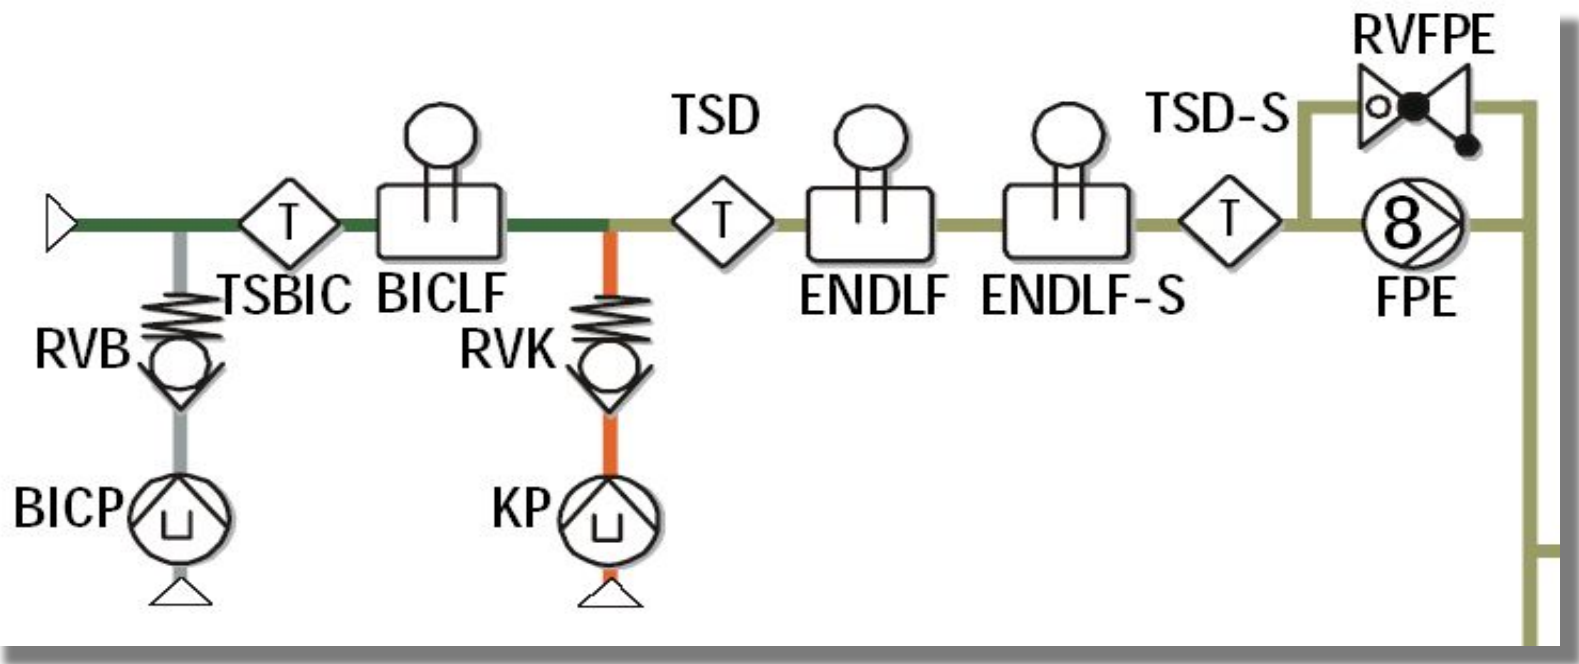 RVFPE
TSD
TSD-S
T
T
T
8
TSBIC
BICLF
ENDLF
ENDLF-S
FPE
RVB
RVK
BICP
KP